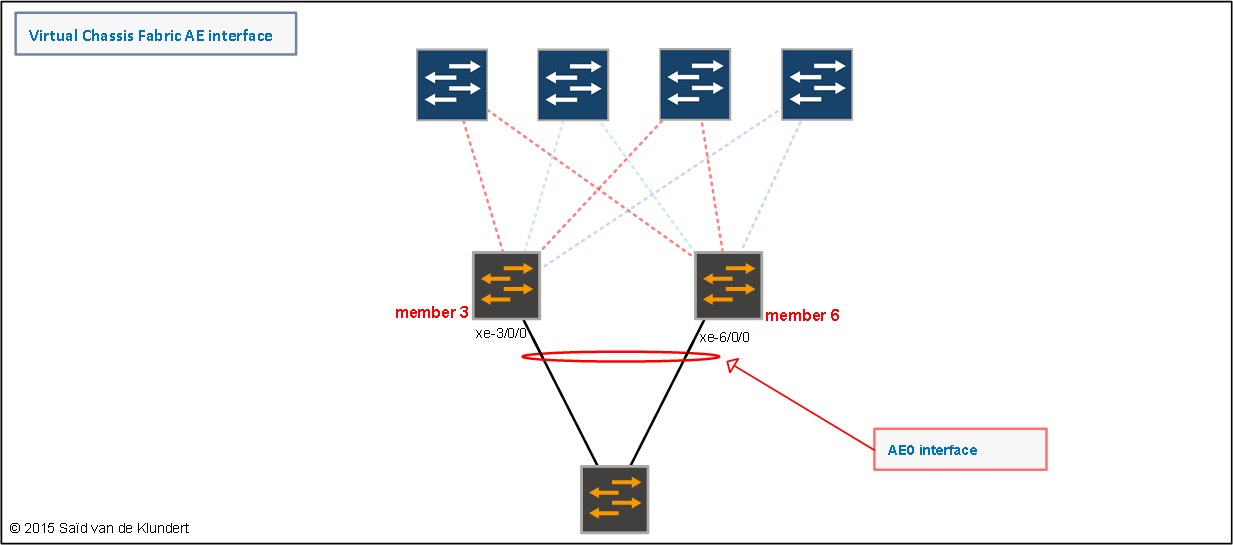 Virtual Chassis Fabric AE interface
member 3
member 6
xe-3/0/0
xe-6/0/0
AE0 interface
© 2015 Saïd van de Klundert